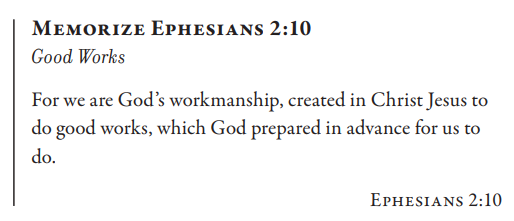 Memorize Ephesians 2:10
Good Works
For we are God’s workmanship, created in Christ Jesus to
do good works, which God prepared in advance for us to
do.
Ephesians 2:10